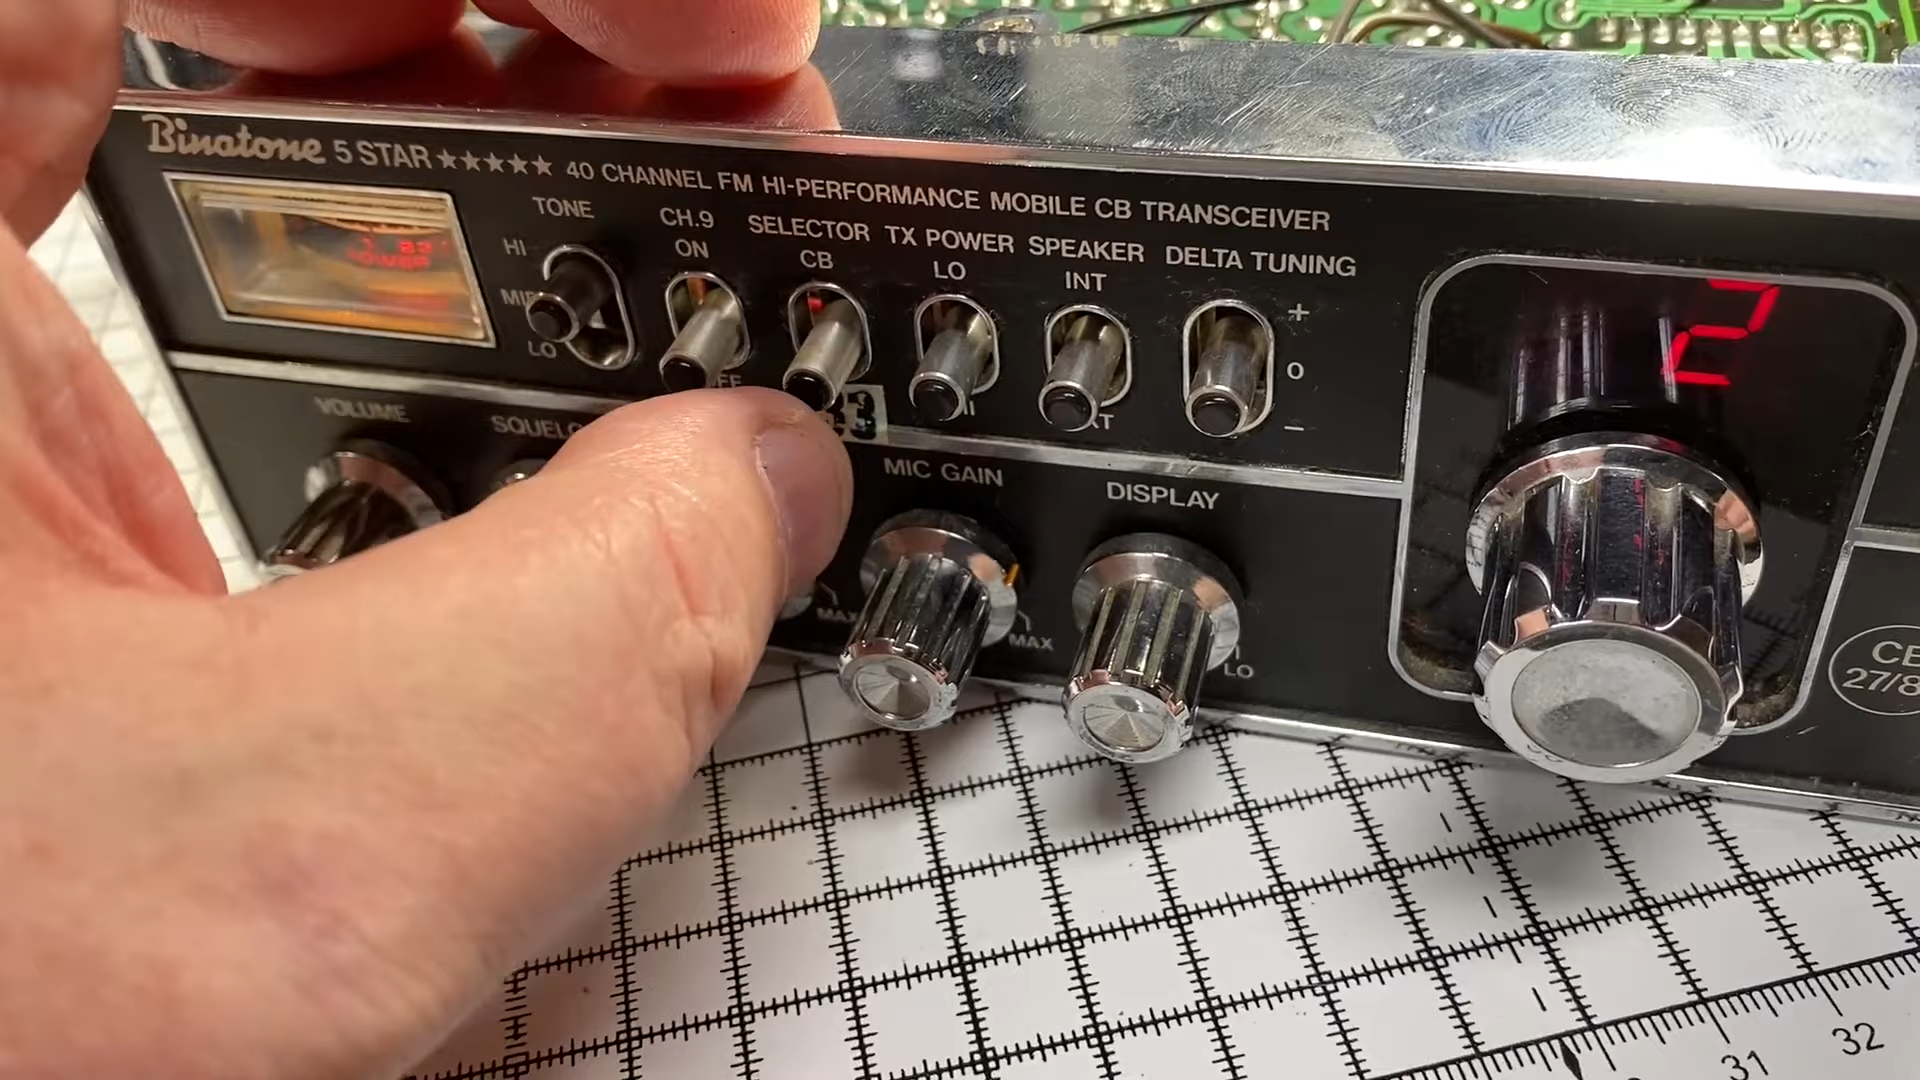 Binatone 5 STAR ★★★★★ 40 CHANNEL FM HI-PERFORMANCE MOBILE CB TRANSCEIVER
TONE CH.9 SELECTOR TX POWER SPEAKER DELTA TUNING
HI ON CB LO INT +
LO O
−
VOLUME
MIC GAIN
DISPLAY
MAX
MAX
LO
2
31
32